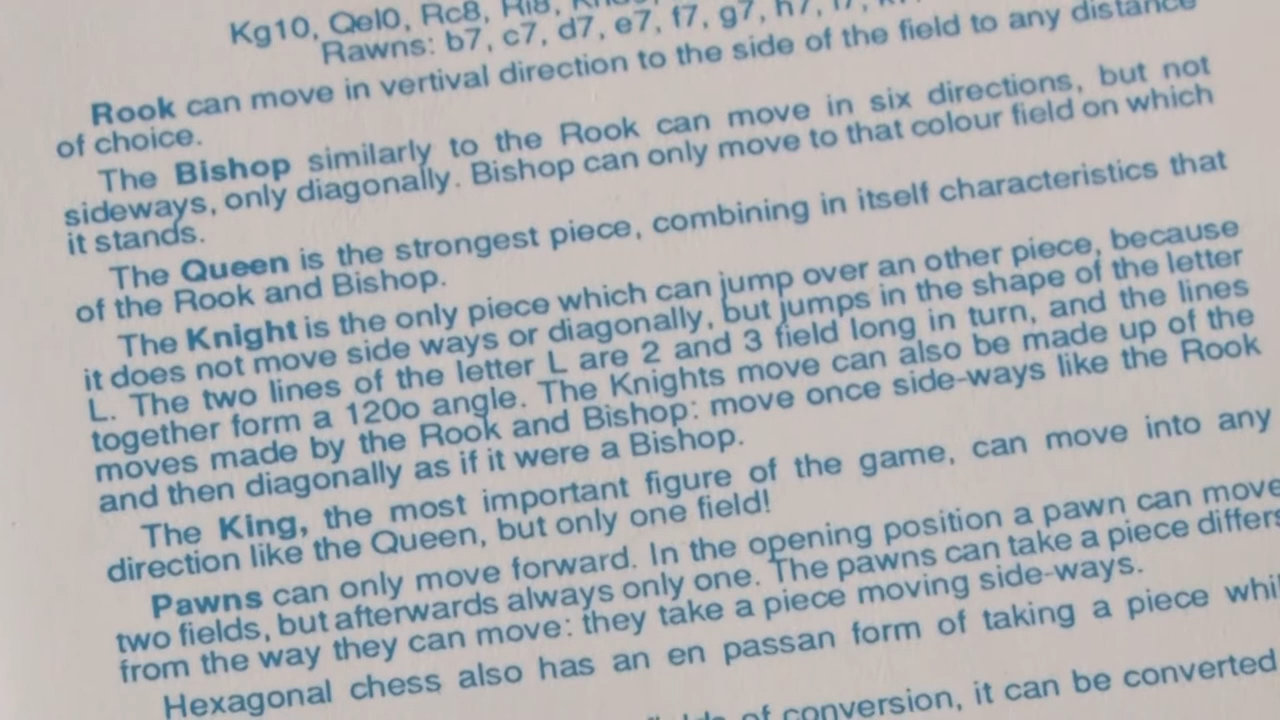 Kg10, Qel0, Rc8, Ri8,
Rawns: b7, c7, d7, e7, f7, g7, h7, i7,
Rook can move in vertival direction to the side of the field to any distance
of choice.
The Bishop similarly to the Rook can move in six directions, but not
sideways, only diagonally. Bishop can only move to that colour field on which
it stands.
The Queen is the strongest piece, combining in itself characteristics that
of the Rook and Bishop.
The Knight is the only piece which can jump over an other piece, because
it does not move side ways or diagonally, but jumps in the shape of the letter
L. The two lines of the letter L are 2 and 3 field long in turn, and the lines
together form a 120o angle. The Knights move can also be made up of the
moves made by the Rook and Bishop: move once side-ways like the Rook
and then diagonally as if it were a Bishop.
The King, the most important figure of the game, can move into any
direction like the Queen, but only one field!
Pawns can only move forward. In the opening position a pawn can move
two fields, but afterwards always only one. The pawns can take a piece differs
from the way they can move: they take a piece moving side-ways.
Hexagonal chess also has an en passan form of taking a piece whil
of conversion, it can be converted